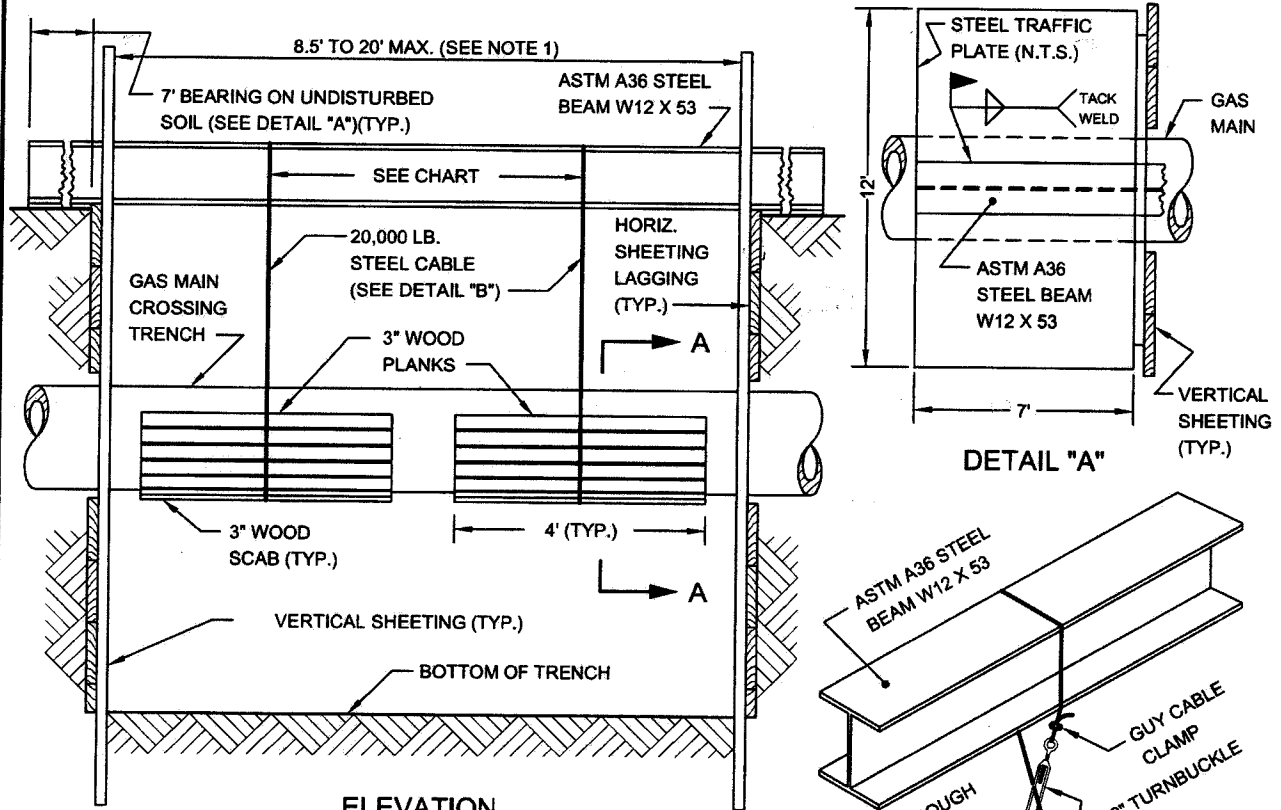 8.5' TO 20' MAX. (SEE NOTE 1)
7' BEARING ON UNDISTURBED
SOIL (SEE DETAIL "A")(TYP.)
ASTM A36 STEEL
BEAM W12 X 53
SEE CHART
20,000 LB.
STEEL CABLE
(SEE DETAIL "B")
HORIZ.
SHEETING
LAGGING
(TYP.)
GAS MAIN
CROSSING
TRENCH
3" WOOD
PLANKS
A
3" WOOD
SCAB (TYP.)
4' (TYP.)
A
VERTICAL SHEETING (TYP.)
BOTTOM OF TRENCH
ELEVATION
STEEL TRAFFIC
PLATE (N.T.S.)
TACK
WELD
GAS
MAIN
12'
ASTM A36
STEEL BEAM
W12 X 53
7'
VERTICAL
SHEETING
(TYP.)
DETAIL "A"
ASTM A36 STEEL
BEAM W12 X 53
GUY CABLE
CLAMP
TURNBUCKLE